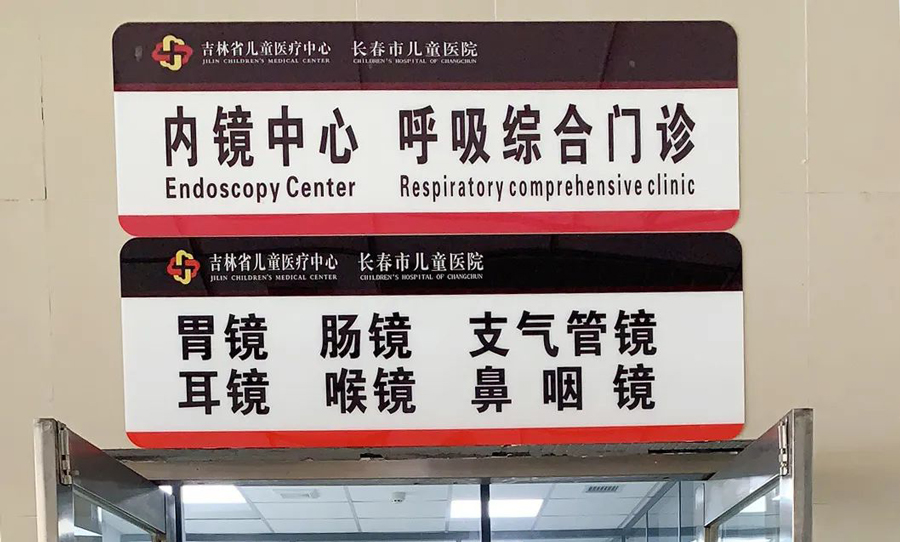 吉林省儿童医疗中心 长春市儿童医院
JILIN CHILDREN'S MEDICAL CENTER CHILDREN'S HOSPITAL OF CHANGCHUN
内镜中心 呼吸综合门诊
Endoscopy Center Respiratory comprehensive clinic
吉林省儿童医疗中心 长春市儿童医院
JILIN CHILDREN'S MEDICAL CENTER CHILDREN'S HOSPITAL OF CHANGCHUN
胃镜 肠镜 支气管镜
耳镜 喉镜 鼻咽镜